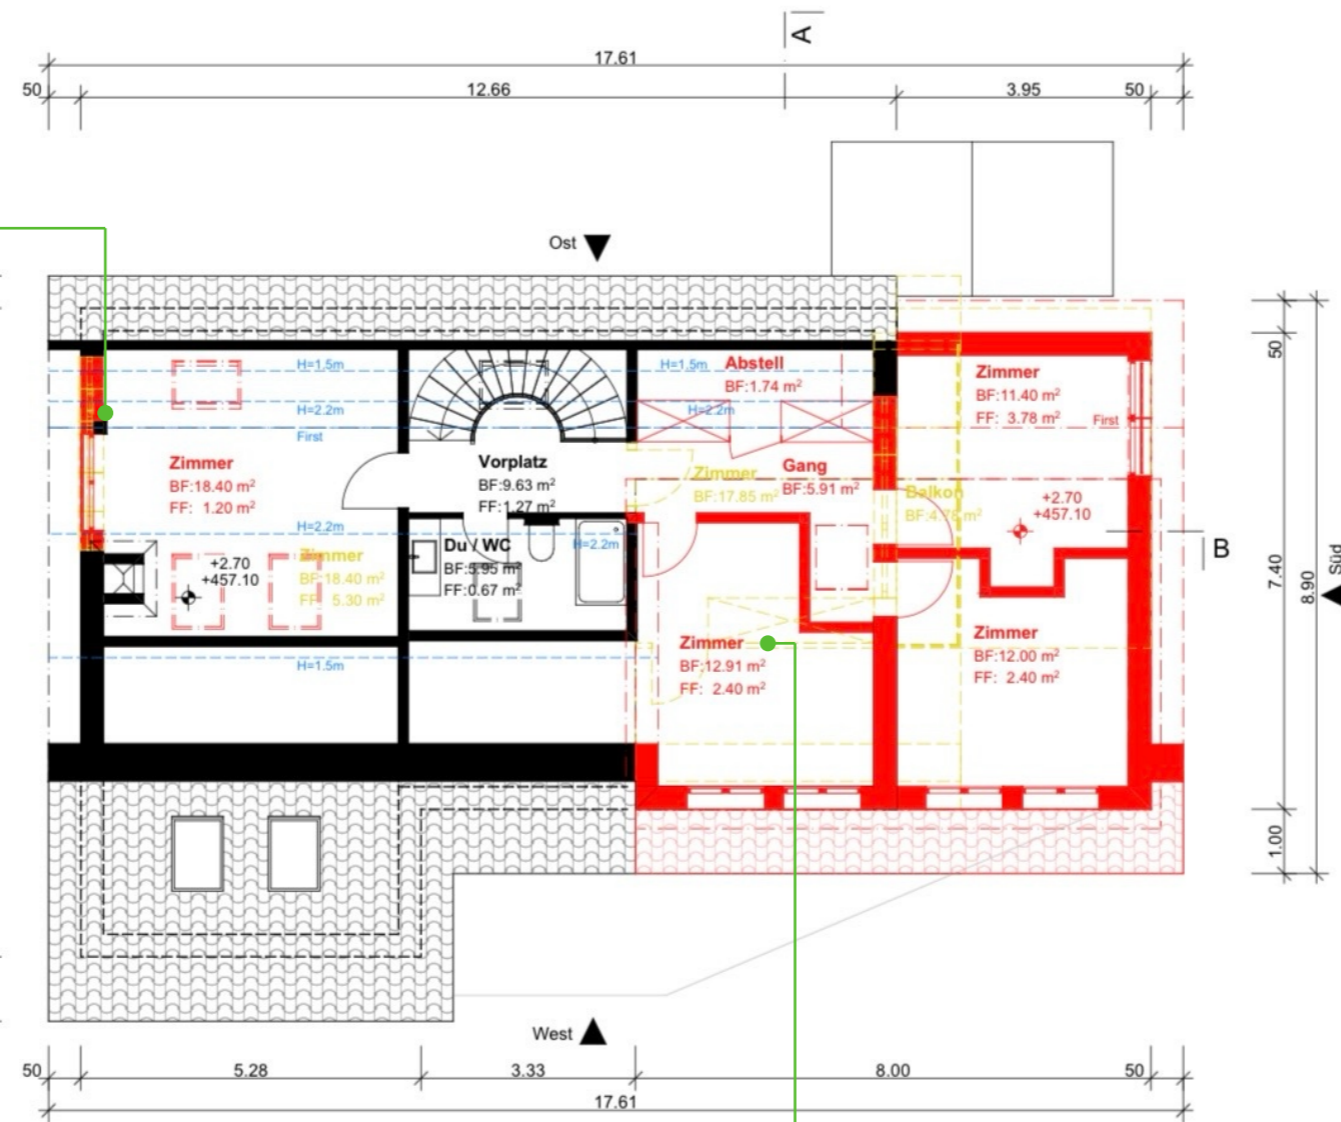 A
17.61
50
12.66
3.95
50
Ost
H=1.5m
H=2.2m
First
Zimmer
BF:18.40 m²
FF: 1.20 m²
H=2.2m
+2.70
+457.10
Zimmer
BF:18.40 m²
FF: 5.30 m²
H=1.5m
Vorplatz
BF:9.63 m²
FF:1.27 m²
Du / WC
BF:5.95 m²
FF:0.67 m²
H=2.2m
H=1.5m
Abstell
BF:1.74 m²
H=2.2m
Zimmer
BF:17.85 m²
Gang
BF:5.91 m²
Zimmer
BF:12.91 m²
FF: 2.40 m²
Balkon
BF:4.78 m²
Zimmer
BF:11.40 m²
FF: 3.78 m²
First
+2.70
+457.10
Zimmer
BF:12.00 m²
FF: 2.40 m²
B
50
7.40
8.90
1.00
Süd
West
50
5.28
3.33
8.00
50
17.61